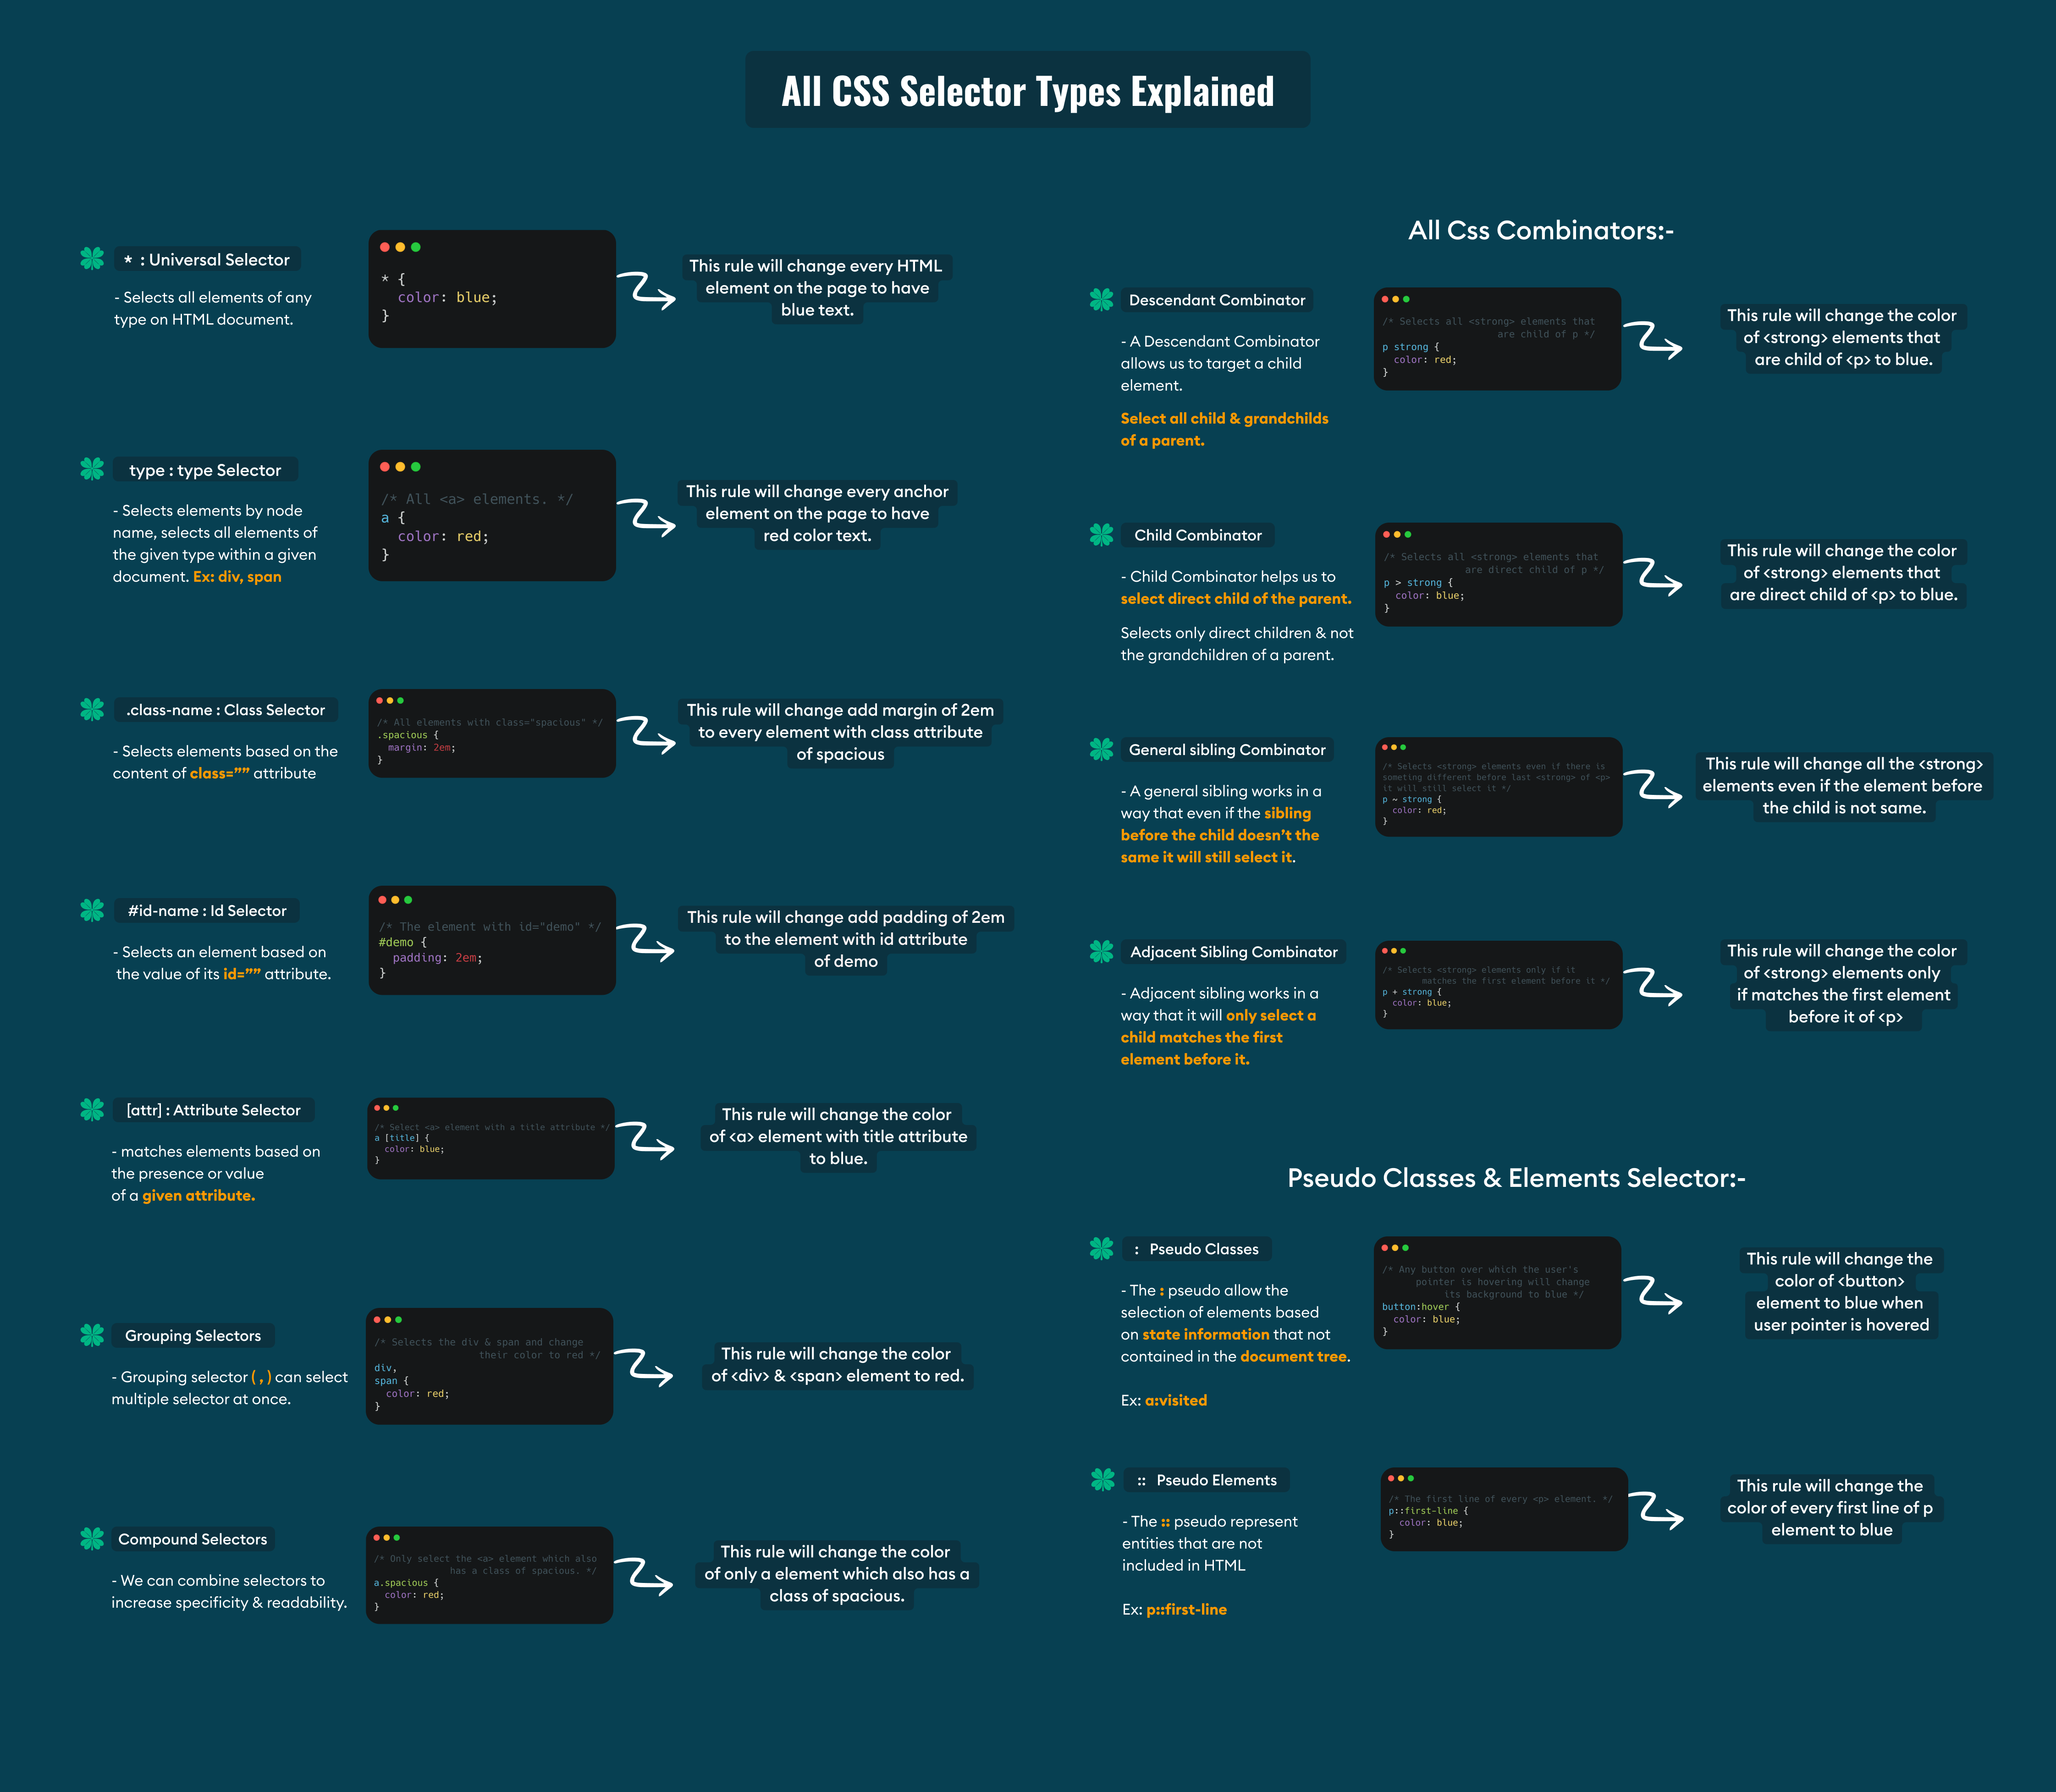 All CSS Selector Types Explained
* : Universal Selector
- Selects all elements of any
type on HTML document.
* {
  color: blue;
}
This rule will change every HTML
element on the page to have
blue text.
type : type Selector
- Selects elements by node
name, selects all elements of
the given type within a given
document. Ex: div, span
/* All <a> elements. */
a {
  color: red;
}
This rule will change every anchor
element on the page to have
red color text.
.class-name : Class Selector
- Selects elements based on the
content of class=”” attribute
/* All elements with class="spacious" */
.spacious {
  margin: 2em;
}
This rule will change add margin of 2em
to every element with class attribute
of spacious
#id-name : Id Selector
- Selects an element based on
the value of its id=”” attribute.
/* The element with id="demo" */
#demo {
  padding: 2em;
}
This rule will change add padding of 2em
to the element with id attribute
of demo
[attr] : Attribute Selector
- matches elements based on
the presence or value
of a given attribute.
/* Select <a> element with a title attribute */
a [title] {
  color: blue;
}
This rule will change the color
of <a> element with title attribute
to blue.
Grouping Selectors
- Grouping selector ( , ) can select
multiple selector at once.
/* Selects the div & span and change
their color to red */
div,
span {
  color: red;
}
This rule will change the color
of <div> & <span> element to red.
Compound Selectors
- We can combine selectors to
increase specificity & readability.
/* Only select the <a> element which also
has a class of spacious. */
a.spacious {
  color: red;
}
This rule will change the color
of only a element which also has a
class of spacious.
All Css Combinators:-
Descendant Combinator
- A Descendant Combinator
allows us to target a child
element.
Select all child & grandchilds
of a parent.
/* Selects all <strong> elements that
are child of p */
p strong {
  color: red;
}
This rule will change the color
of <strong> elements that
are child of <p> to blue.
Child Combinator
- Child Combinator helps us to
select direct child of the parent.
Selects only direct children & not
the grandchildren of a parent.
/* Selects all <strong> elements that
are direct child of p */
p > strong {
  color: blue;
}
This rule will change the color
of <strong> elements that
are direct child of <p> to blue.
General sibling Combinator
- A general sibling works in a
way that even if the sibling
before the child doesn’t the
same it will still select it.
/* Selects <strong> elements even if there is
someting different before last <strong> of <p>
it will still select it */
p ~ strong {
  color: red;
}
This rule will change all the <strong>
elements even if the element before
the child is not same.
Adjacent Sibling Combinator
- Adjacent sibling works in a
way that it will only select a
child matches the first
element before it.
/* Selects <strong> elements only if it
matches the first element before it */
p + strong {
  color: blue;
}
This rule will change the color
of <strong> elements only
if matches the first element
before it of <p>
Pseudo Classes & Elements Selector:-
: Pseudo Classes
- The : pseudo allow the
selection of elements based
on state information that not
contained in the document tree.
Ex: a:visited
/* Any button over which the user's
pointer is hovering will change
its background to blue */
button:hover {
  color: blue;
}
This rule will change the
color of <button>
element to blue when
user pointer is hovered
:: Pseudo Elements
- The :: pseudo represent
entities that are not
included in HTML
Ex: p::first-line
/* The first line of every <p> element. */
p::first-line {
  color: blue;
}
This rule will change the
color of every first line of p
element to blue